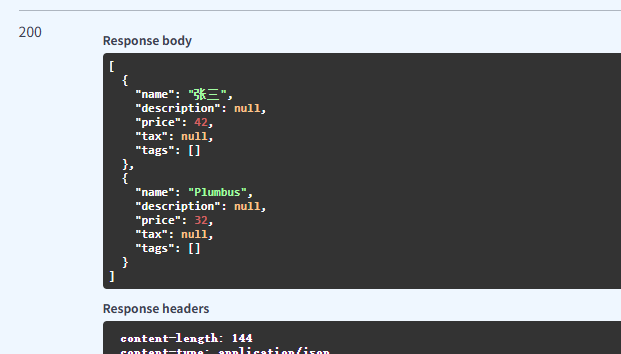 200
Response body
[
  {
    "name": "张三",
    "description": null,
    "price": 42,
    "tax": null,
    "tags": []
  },
  {
    "name": "Plumbus",
    "description": null,
    "price": 32,
    "tax": null,
    "tags": []
  }
]
Response headers
content-length: 144
content-type: application/json